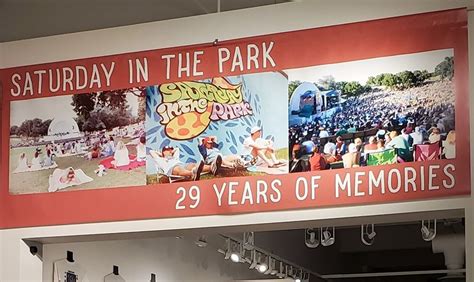 SATURDAY IN THE PARK
SATURDAY
IN THE
PARK
29 YEARS OF MEMORIES